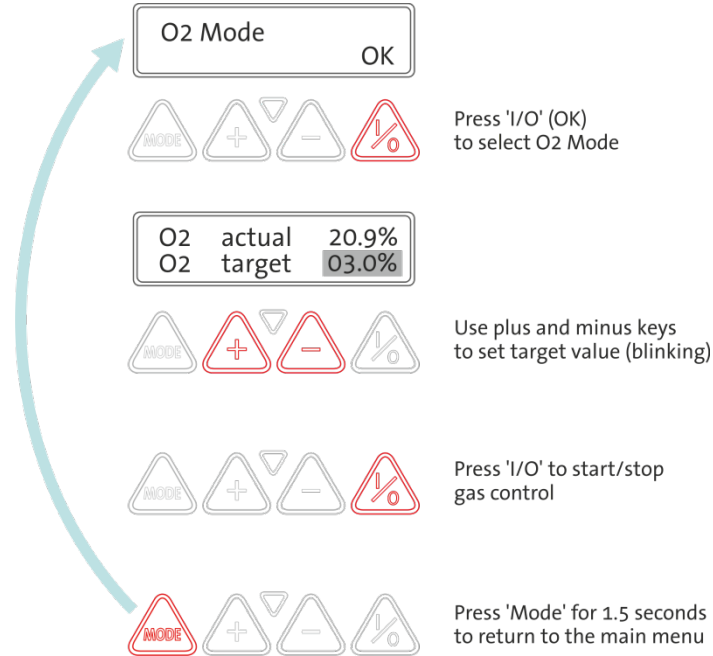 O2 Mode
OK
MODE + − I/O
Press 'I/O' (OK)
to select O2 Mode
O2 actual 20.9%
O2 target 03.0%
MODE + − I/O
Use plus and minus keys
to set target value (blinking)
MODE + − I/O
Press 'I/O' to start/stop
gas control
MODE + − I/O
Press 'Mode' for 1.5 seconds
to return to the main menu